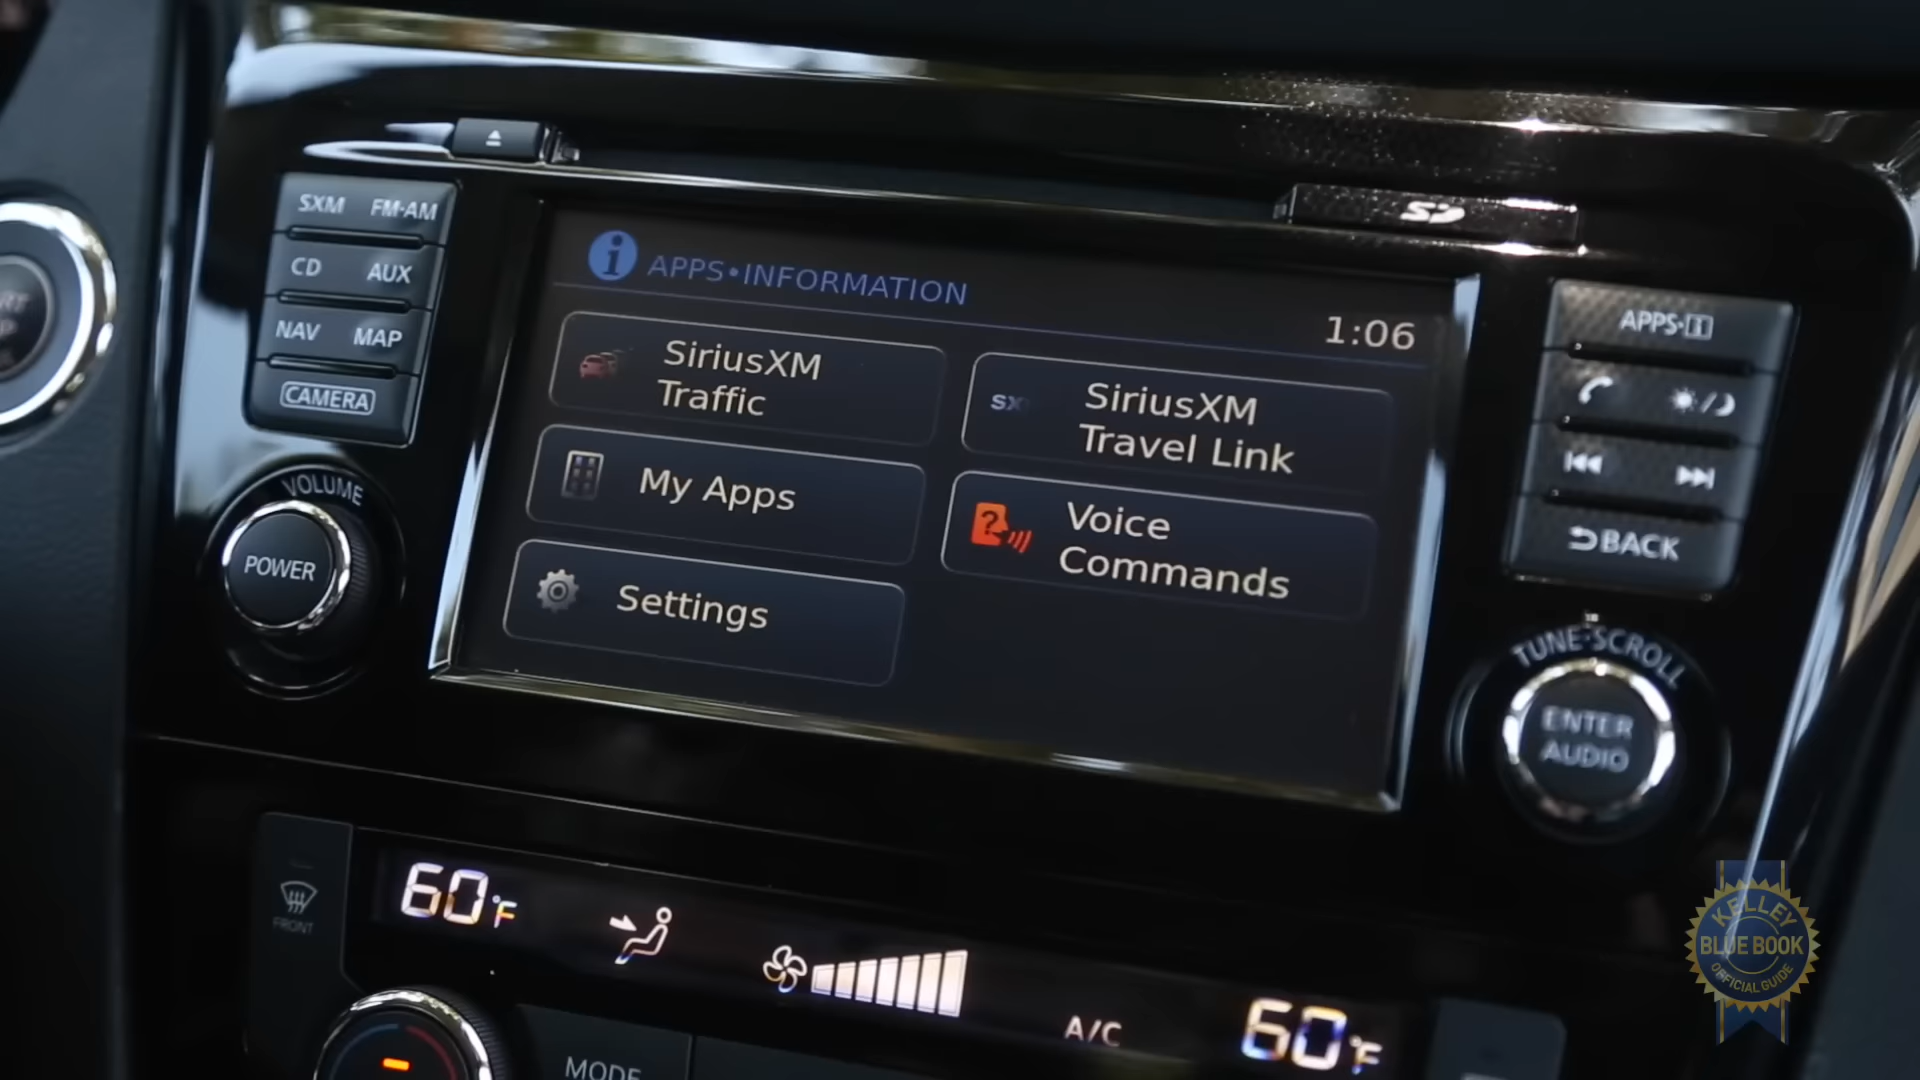 SXM FM·AM
CD AUX
NAV MAP
CAMERA
VOLUME
POWER
SD
APPS•INFORMATION
1:06
SiriusXM
Traffic
SiriusXM
Travel Link
My Apps
Voice
Commands
Settings
APPS·i
BACK
TUNE·SCROLL
ENTER
AUDIO
FRONT
60°F
A/C
60°F
MODE
KELLEY
BLUE BOOK
OFFICIAL GUIDE